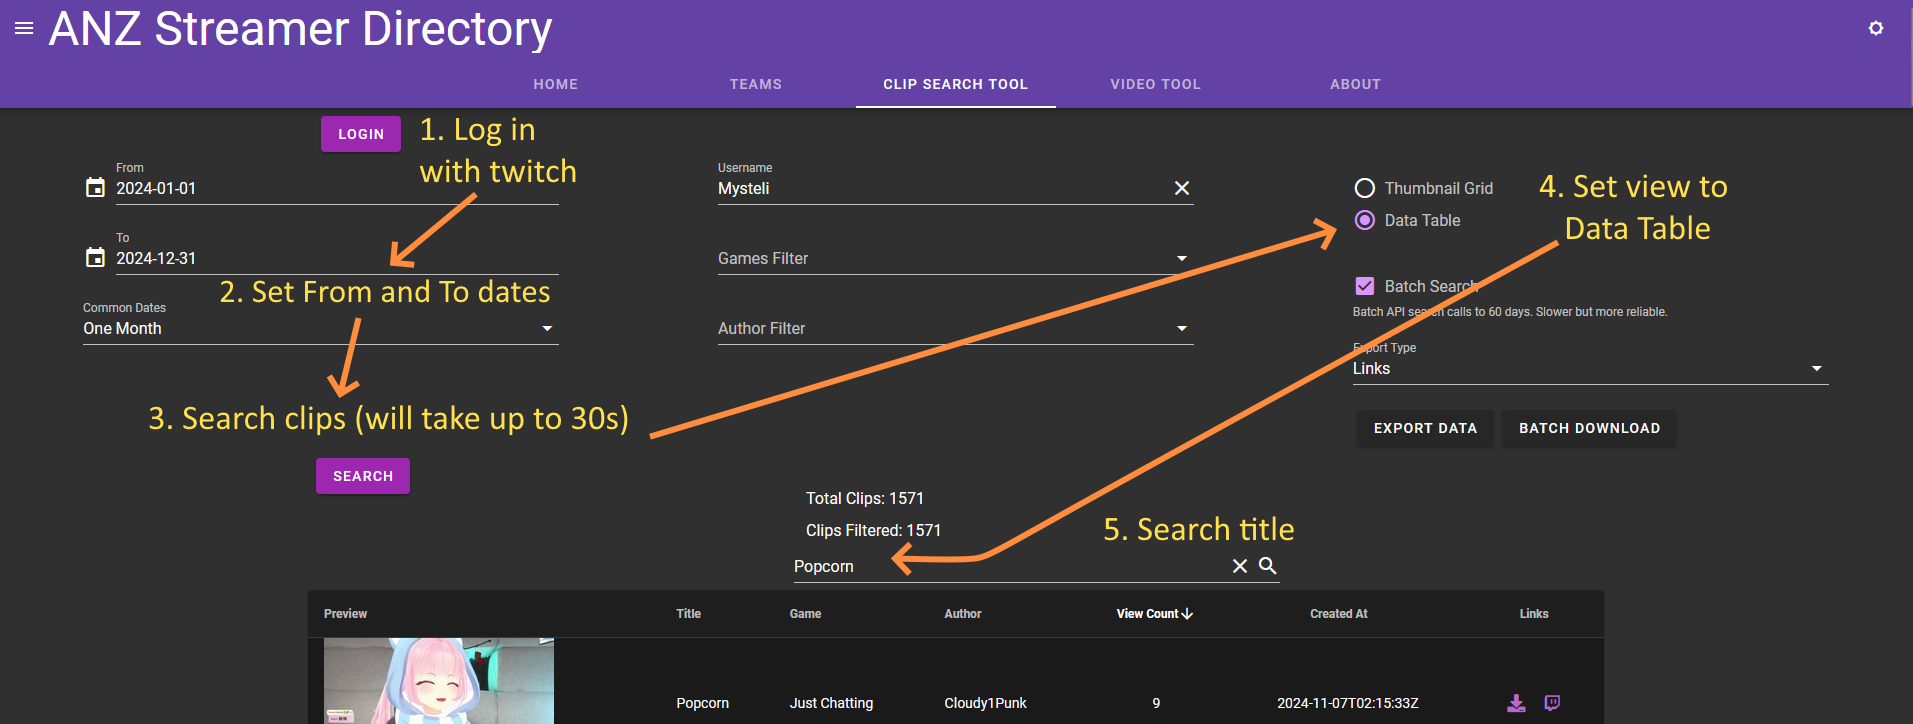 ANZ Streamer Directory
HOME
TEAMS
CLIP SEARCH TOOL
VIDEO TOOL
ABOUT
LOGIN
1. Log in
with twitch
From
2024-01-01
To
2024-12-31
2. Set From and To dates
Common Dates
One Month
3. Search clips (will take up to 30s)
SEARCH
Username
Mysteli
Games Filter
Author Filter
Thumbnail Grid
Data Table
4. Set view to
Data Table
Batch Search
Batch API search calls to 60 days. Slower but more reliable.
Export Type
Links
EXPORT DATA
BATCH DOWNLOAD
Total Clips: 1571
Clips Filtered: 1571
5. Search title
Popcorn
Preview
Title
Game
Author
View Count
Created At
Links
Popcorn
Just Chatting
Cloudy1Punk
9
2024-11-07T02:15:33Z